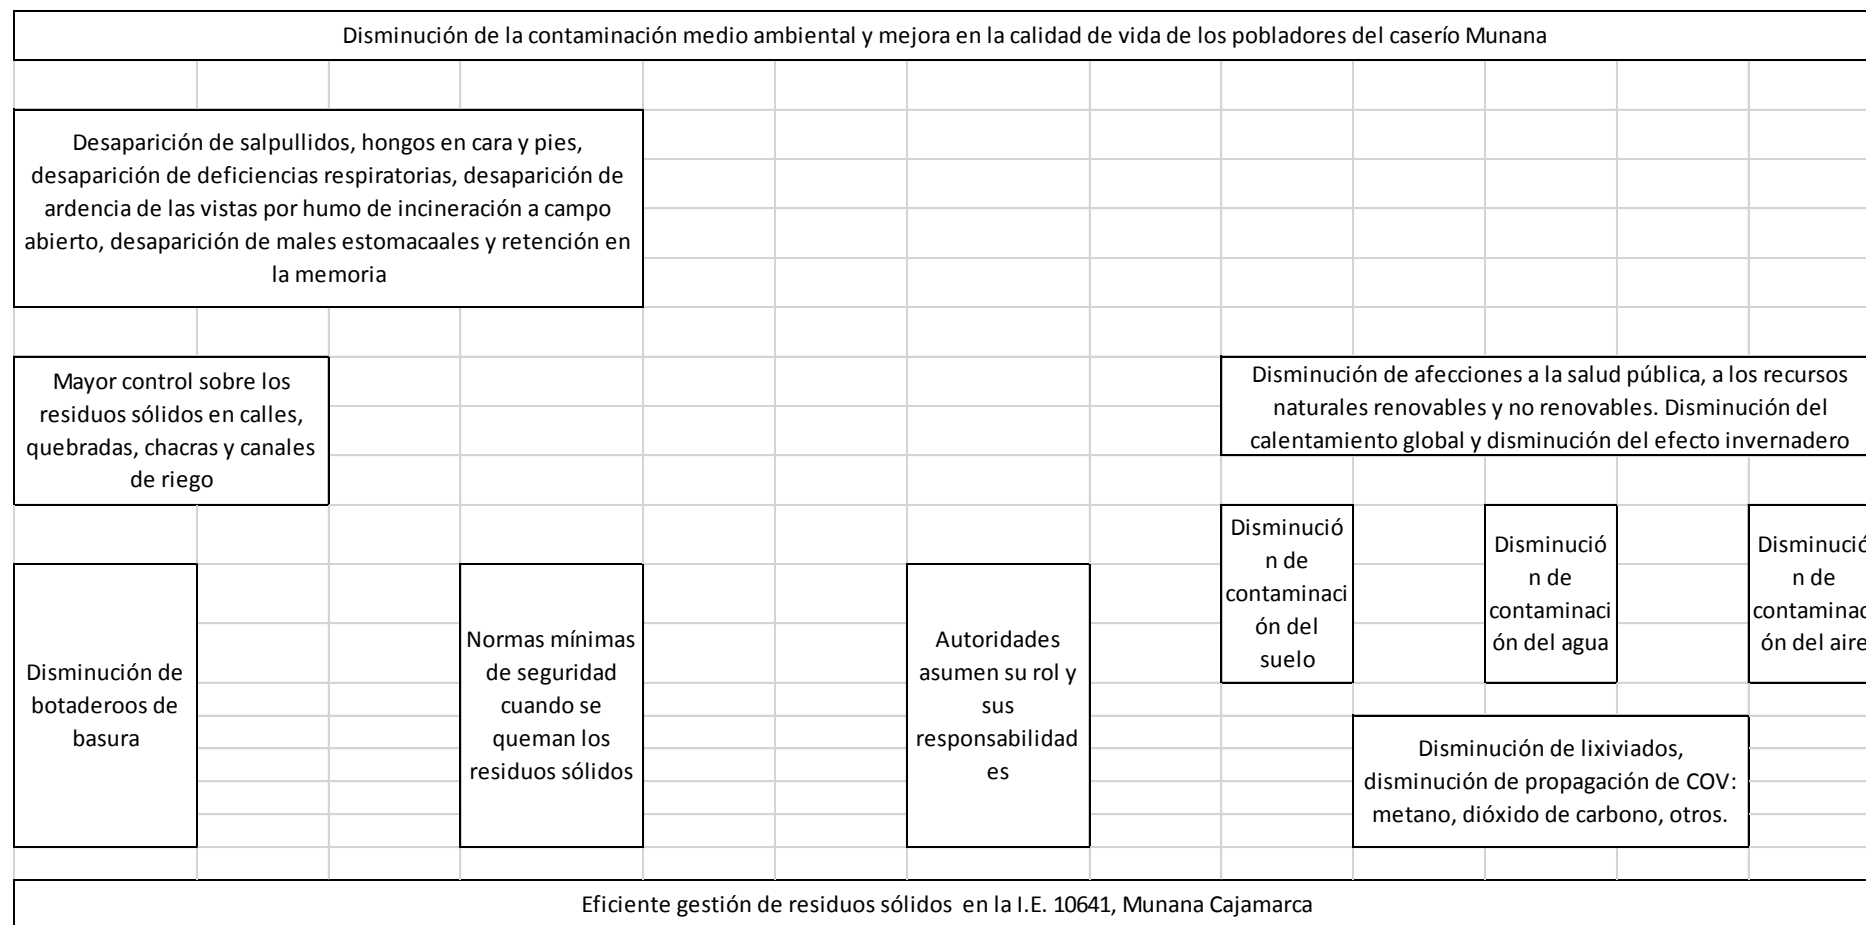 Disminución de la contaminación medio ambiental y mejora en la calidad de vida de los pobladores del caserío Munana
Desaparición de salpullidos, hongos en cara y pies,
desaparición de deficiencias respiratorias, desaparición de
ardencia de las vistas por humo de incineración a campo
abierto, desaparición de males estomacaales y retención en
la memoria
Mayor control sobre los
residuos sólidos en calles,
quebradas, chacras y canales
de riego
Disminución de afecciones a la salud pública, a los recursos
naturales renovables y no renovables. Disminución del
calentamiento global y disminución del efecto invernadero
Disminución de
botaderoos de
basura
Normas mínimas
de seguridad
cuando se
queman los
residuos sólidos
Autoridades
asumen su rol y
sus
responsabilidad
es
Disminució
n de
contaminaci
ón del
suelo
Disminució
n de
contaminaci
ón del agua
Disminució
n de
contaminac
ón del aire
Disminución de lixiviados,
disminución de propagación de COV:
metano, dióxido de carbono, otros.
Eficiente gestión de residuos sólidos en la I.E. 10641, Munana Cajamarca